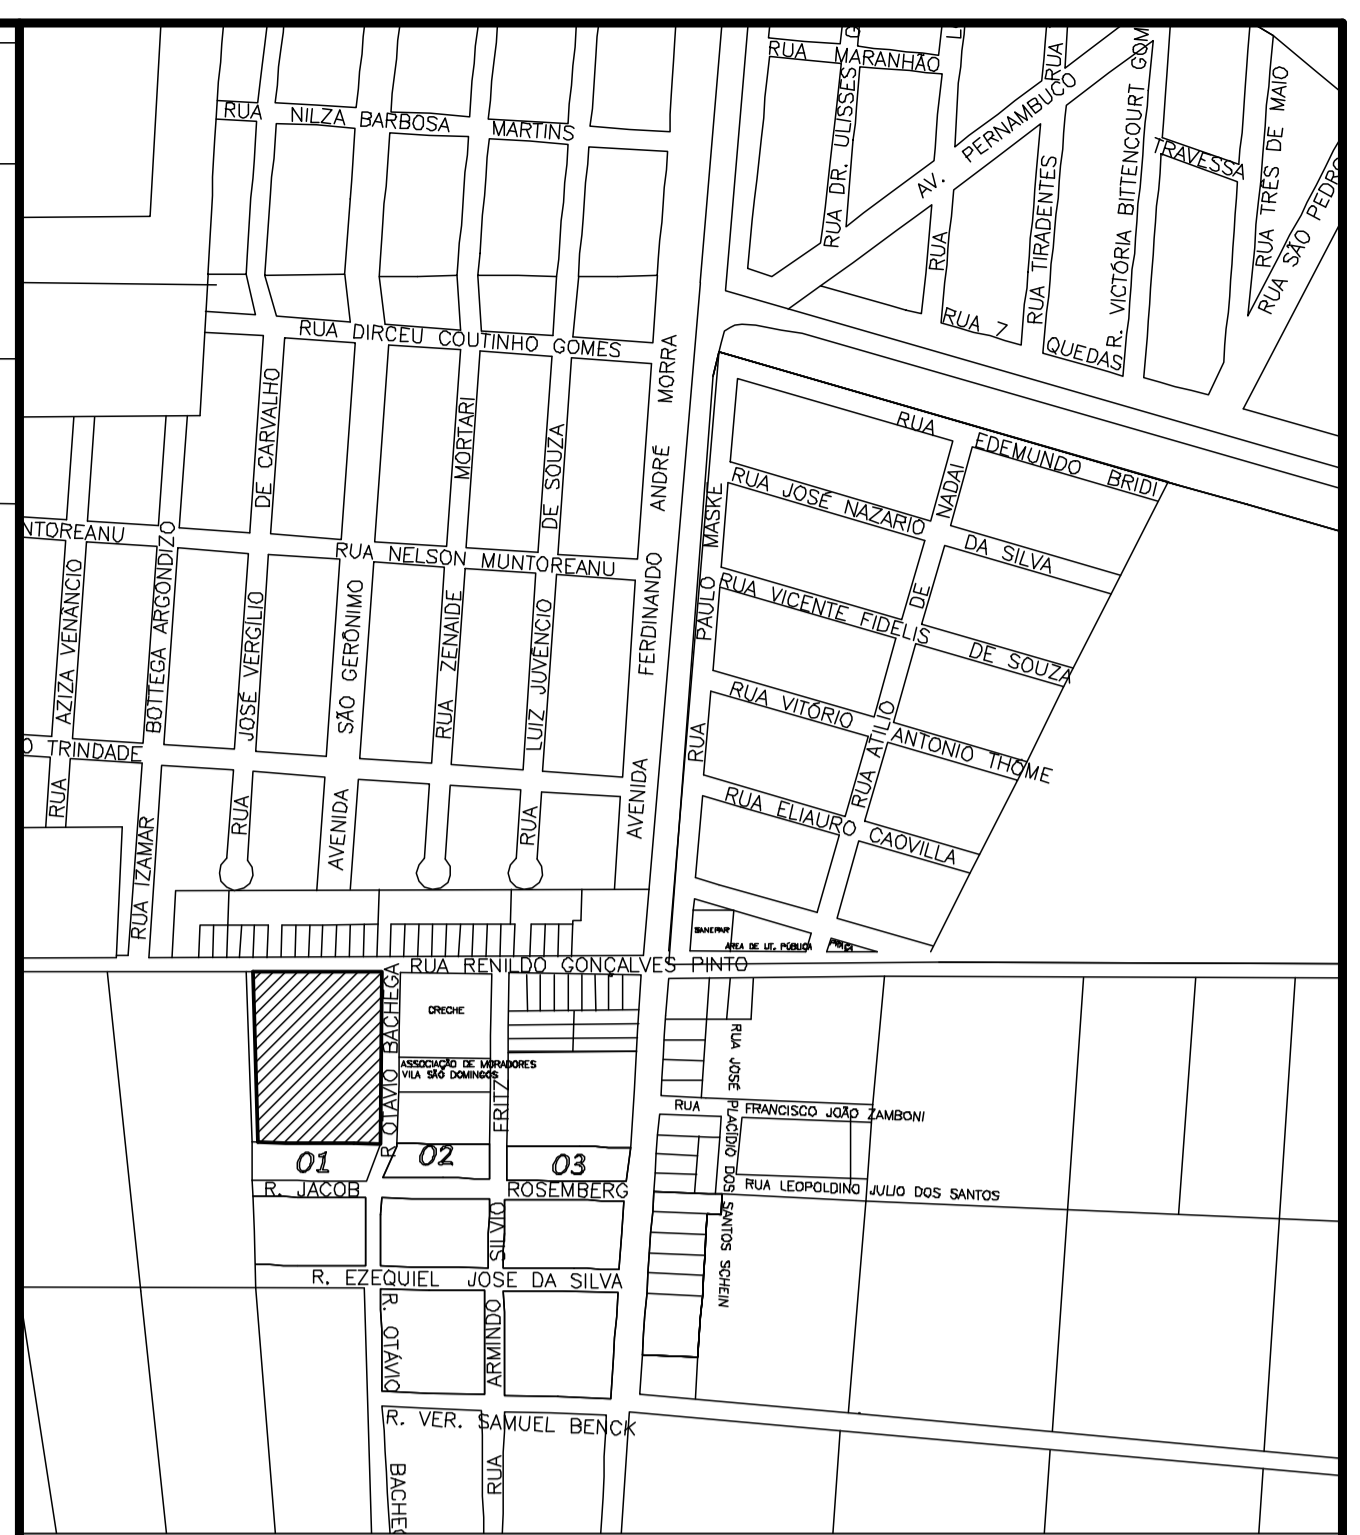 RUA MARANHÃO
RUA DR. ULISSES G
AV. PERNAMBUCO
RUA
RUA
RUA TIRADENTES
R. VICTÓRIA BITTENCOURT GOM
TRAVESSA
RUA TRÊS DE MAIO
RUA SÃO PEDRO
RUA 7 QUEDAS
RUA NILZA BARBOSA MARTINS
RUA DIRCEU COUTINHO GOMES
RUA NELSON MUNTOREANU
NTOREANU
O TRINDADE
RUA AZIZA VENÂNCIO
RUA IZAMAR BOTTEGA ARGONDIZO
RUA JOSÉ VERGILIO DE CARVALHO
AVENIDA SÃO GERÔNIMO
RUA ZENAIDE MORTARI
RUA LUIZ JUVÊNCIO DE SOUZA
AVENIDA FERDINANDO ANDRÉ MORRA
RUA PAULO MASKE
RUA EDEMUNDO BRIDI
RUA JOSÉ NAZARIO DA SILVA
RUA VICENTE FIDELIS DE SOUZA
RUA VITÓRIO ANTONIO THOME
RUA ELIAURO CAOVILLA
RUA ATILIO DE NADAI
SANEPAR
ÁREA DE UT. PÚBLICA
PRAÇA
RUA RENILDO GONÇALVES PINTO
R OTAVIO BACHEGA
CRECHE
ASSOCIAÇÃO DE MORADORES
VILA SÃO DOMINGOS
01
02
03
R. JACOB ROSEMBERG
R. EZEQUIEL JOSE DA SILVA
R. OTÁVIO BACHEG
RUA ARMINDO SILVIO FRITZ
R. VER. SAMUEL BENCK
RUA JOSÉ PLACÍDIO DOS SANTOS SCHEIN
RUA FRANCISCO JOÃO ZAMBONI
RUA LEOPOLDINO JULIO DOS SANTOS